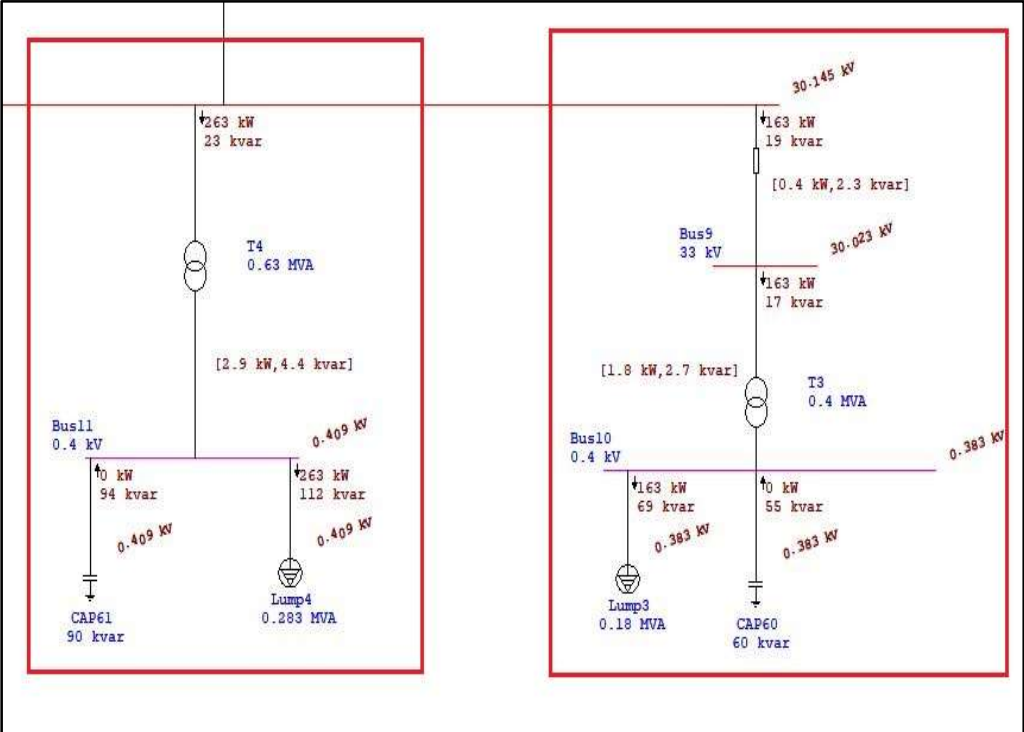 30.145 kV
263 kW
23 kvar
163 kW
19 kvar
[0.4 kW,2.3 kvar]
Bus9
33 kV
30.023 kV
163 kW
17 kvar
T4
0.63 MVA
[2.9 kW,4.4 kvar]
[1.8 kW,2.7 kvar]
T3
0.4 MVA
Bus11
0.4 kV
0.409 kV
0 kW
94 kvar
263 kW
112 kvar
0.409 kV
0.409 kV
CAP61
90 kvar
Lump4
0.283 MVA
Bus10
0.4 kV
0.383 kV
163 kW
69 kvar
0 kW
55 kvar
0.383 kV
0.383 kV
Lump3
0.18 MVA
CAP60
60 kvar